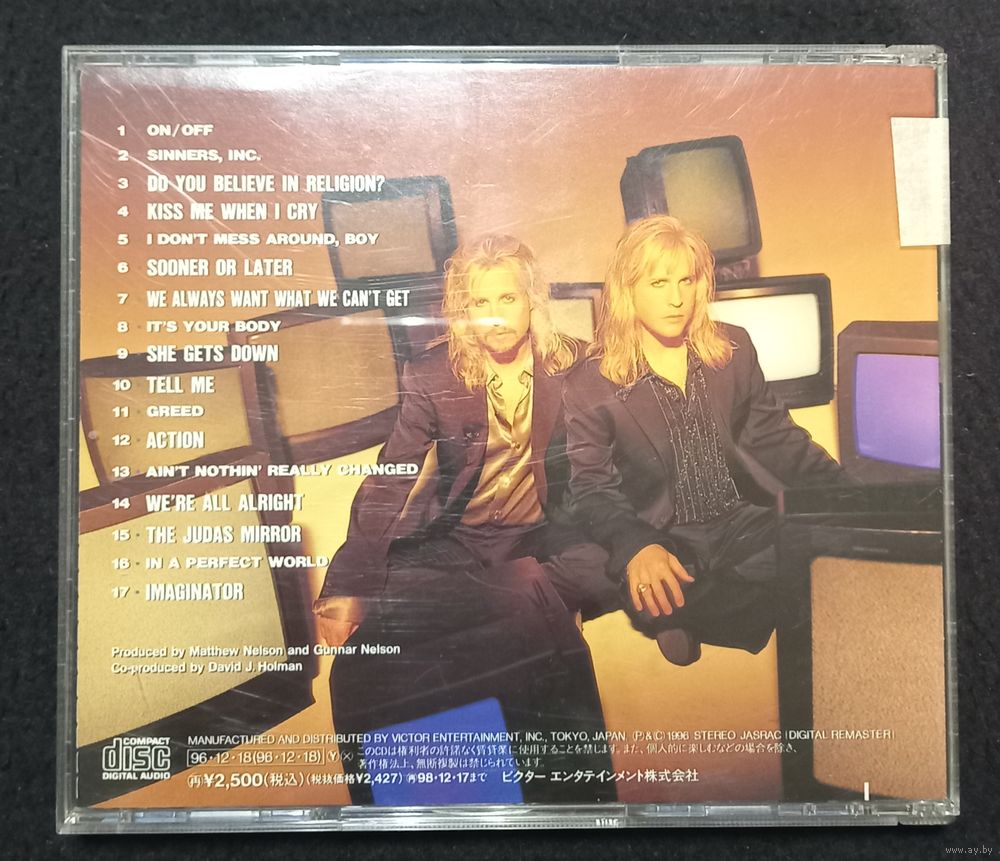 1 ON/OFF
2 SINNERS, INC.
3 DO YOU BELIEVE IN RELIGION?
4 KISS ME WHEN I CRY
5 I DON'T MESS AROUND, BOY
6 SOONER OR LATER
7 WE ALWAYS WANT WHAT WE CAN'T GET
8 IT'S YOUR BODY
9 SHE GETS DOWN
10 TELL ME
11 GREED
12 ACTION
13 AIN'T NOTHIN' REALLY CHANGED
14 WE'RE ALL ALRIGHT
15 THE JUDAS MIRROR
16 IN A PERFECT WORLD
17 IMAGINATOR
Produced by Matthew Nelson and Gunnar Nelson
Co-produced by David J. Holman
COMPACT
disc
DIGITAL AUDIO
MANUFACTURED AND DISTRIBUTED BY VICTOR ENTERTAINMENT, INC., TOKYO, JAPAN Ⓟ&© 1996 STEREO JASRAC (DIGITAL REMASTER)
96·12·18(96·12·18) Ⓨ Ⓧ このCDは権利者の許諾なく賃貸業に使用することを禁じます。また、個人的に楽しむなどの場合を除き、
著作権法上、無断複製は禁じられています。
㊢¥2,500(税込)(税抜価格¥2,427) ㊢98·12·17まで ビクター エンタテインメント株式会社
www.ay.by